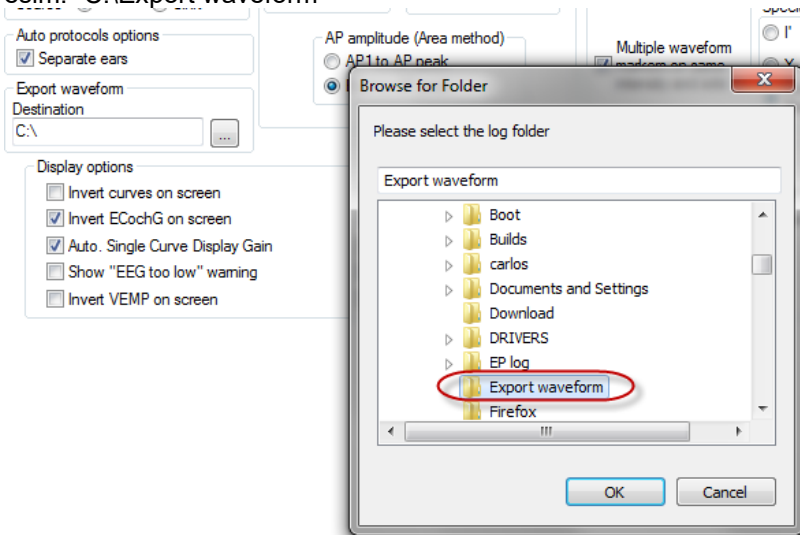 C:\Export waveform
Auto protocols options
Separate ears
Export waveform
Destination
C:\
...
AP amplitude (Area method)
AP1 to AP peak
Multiple waveform
Browse for Folder
X
Please select the log folder
Export waveform
Boot
Builds
carlos
Documents and Settings
Download
DRIVERS
EP log
Export waveform
Firefox
OK
Cancel
Display options
Invert curves on screen
Invert ECochG on screen
Auto. Single Curve Display Gain
Show "EEG too low" warning
Invert VEMP on screen